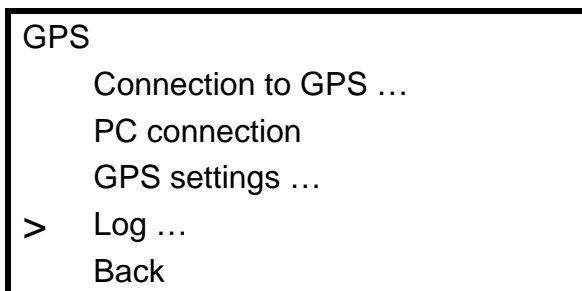 GPS
Connection to GPS …
PC connection
GPS settings …
> Log …
Back